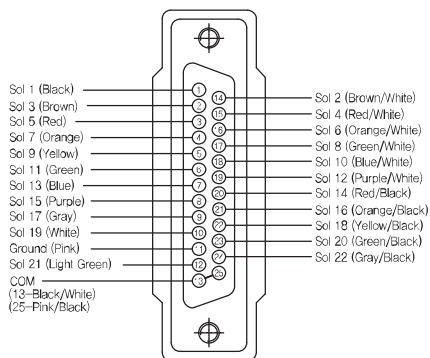 Sol 1 (Black)
Sol 3 (Brown)
Sol 5 (Red)
Sol 7 (Orange)
Sol 9 (Yellow)
Sol 11 (Green)
Sol 13 (Blue)
Sol 15 (Purple)
Sol 17 (Gray)
Sol 19 (White)
Ground (Pink)
Sol 21 (Light Green)
COM
(13-Black/White)
(25-Pink/Black)
1
2
3
4
5
6
7
8
9
10
11
12
13
14
15
16
17
18
19
20
21
22
23
24
25
Sol 2 (Brown/White)
Sol 4 (Red/White)
Sol 6 (Orange/White)
Sol 8 (Green/White)
Sol 10 (Blue/White)
Sol 12 (Purple/White)
Sol 14 (Red/Black)
Sol 16 (Orange/Black)
Sol 18 (Yellow/Black)
Sol 20 (Green/Black)
Sol 22 (Gray/Black)